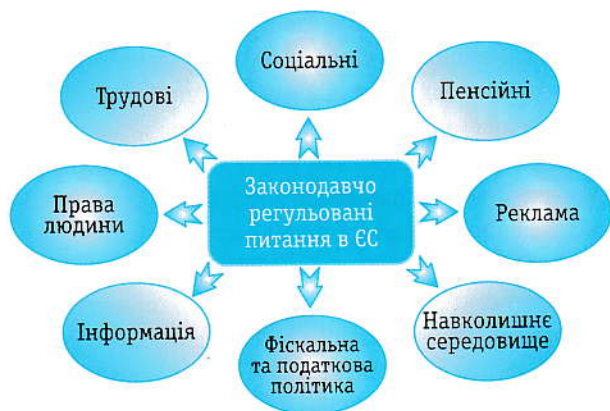 Соціальні
Трудові
Пенсійні
Законодавчо
регульовані
питання в ЄС
Права
людини
Реклама
Інформація
Фіскальна
та податкова
політика
Навколишнє
середовище